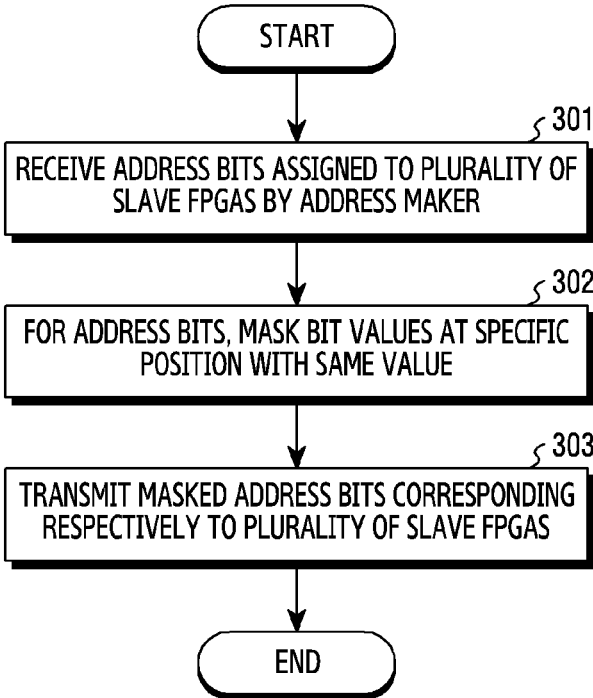 START
301
RECEIVE ADDRESS BITS ASSIGNED TO PLURALITY OF
SLAVE FPGAS BY ADDRESS MAKER
302
FOR ADDRESS BITS, MASK BIT VALUES AT SPECIFIC
POSITION WITH SAME VALUE
303
TRANSMIT MASKED ADDRESS BITS CORRESPONDING
RESPECTIVELY TO PLURALITY OF SLAVE FPGAS
END